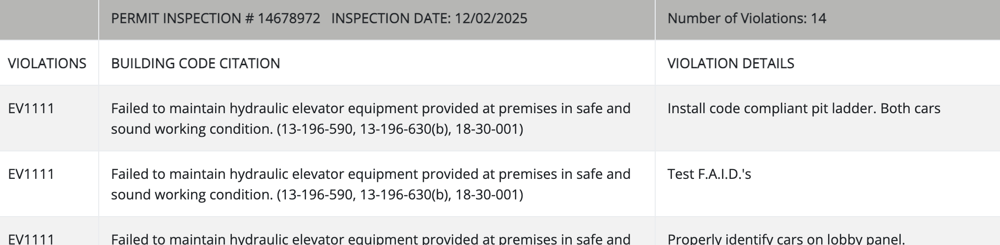 PERMIT INSPECTION # 14678972 INSPECTION DATE: 12/02/2025 Number of Violations: 14
VIOLATIONS BUILDING CODE CITATION VIOLATION DETAILS
EV1111 Failed to maintain hydraulic elevator equipment provided at premises in safe and Install code compliant pit ladder. Both cars
sound working condition. (13-196-590, 13-196-630(b), 18-30-001)
EV1111 Failed to maintain hydraulic elevator equipment provided at premises in safe and Test F.A.I.D.'s
sound working condition. (13-196-590, 13-196-630(b), 18-30-001)
EV1111 Failed to maintain hydraulic elevator equipment provided at premises in safe and Properly identify cars on lobby panel.